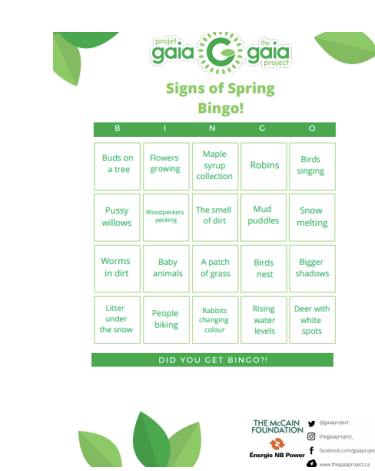 projet
gaia
G
the
gaia
project
Signs of Spring
Bingo!
B I N G O
Buds on
a tree
Flowers
growing
Maple
syrup
collection
Robins
Birds
singing
Pussy
willows
Woodpeckers
pecking
The smell
of dirt
Mud
puddles
Snow
melting
Worms
in dirt
Baby
animals
A patch
of grass
Birds
nest
Bigger
shadows
Litter
under
the snow
People
biking
Rabbits
changing
colour
Rising
water
levels
Deer with
white
spots
DID YOU GET BINGO?!
THE McCAIN
FOUNDATION
Énergie NB Power
@gaiaproject
thegaiaproject_
facebook.com/gaiaprojec
www.thegaiaproject.ca